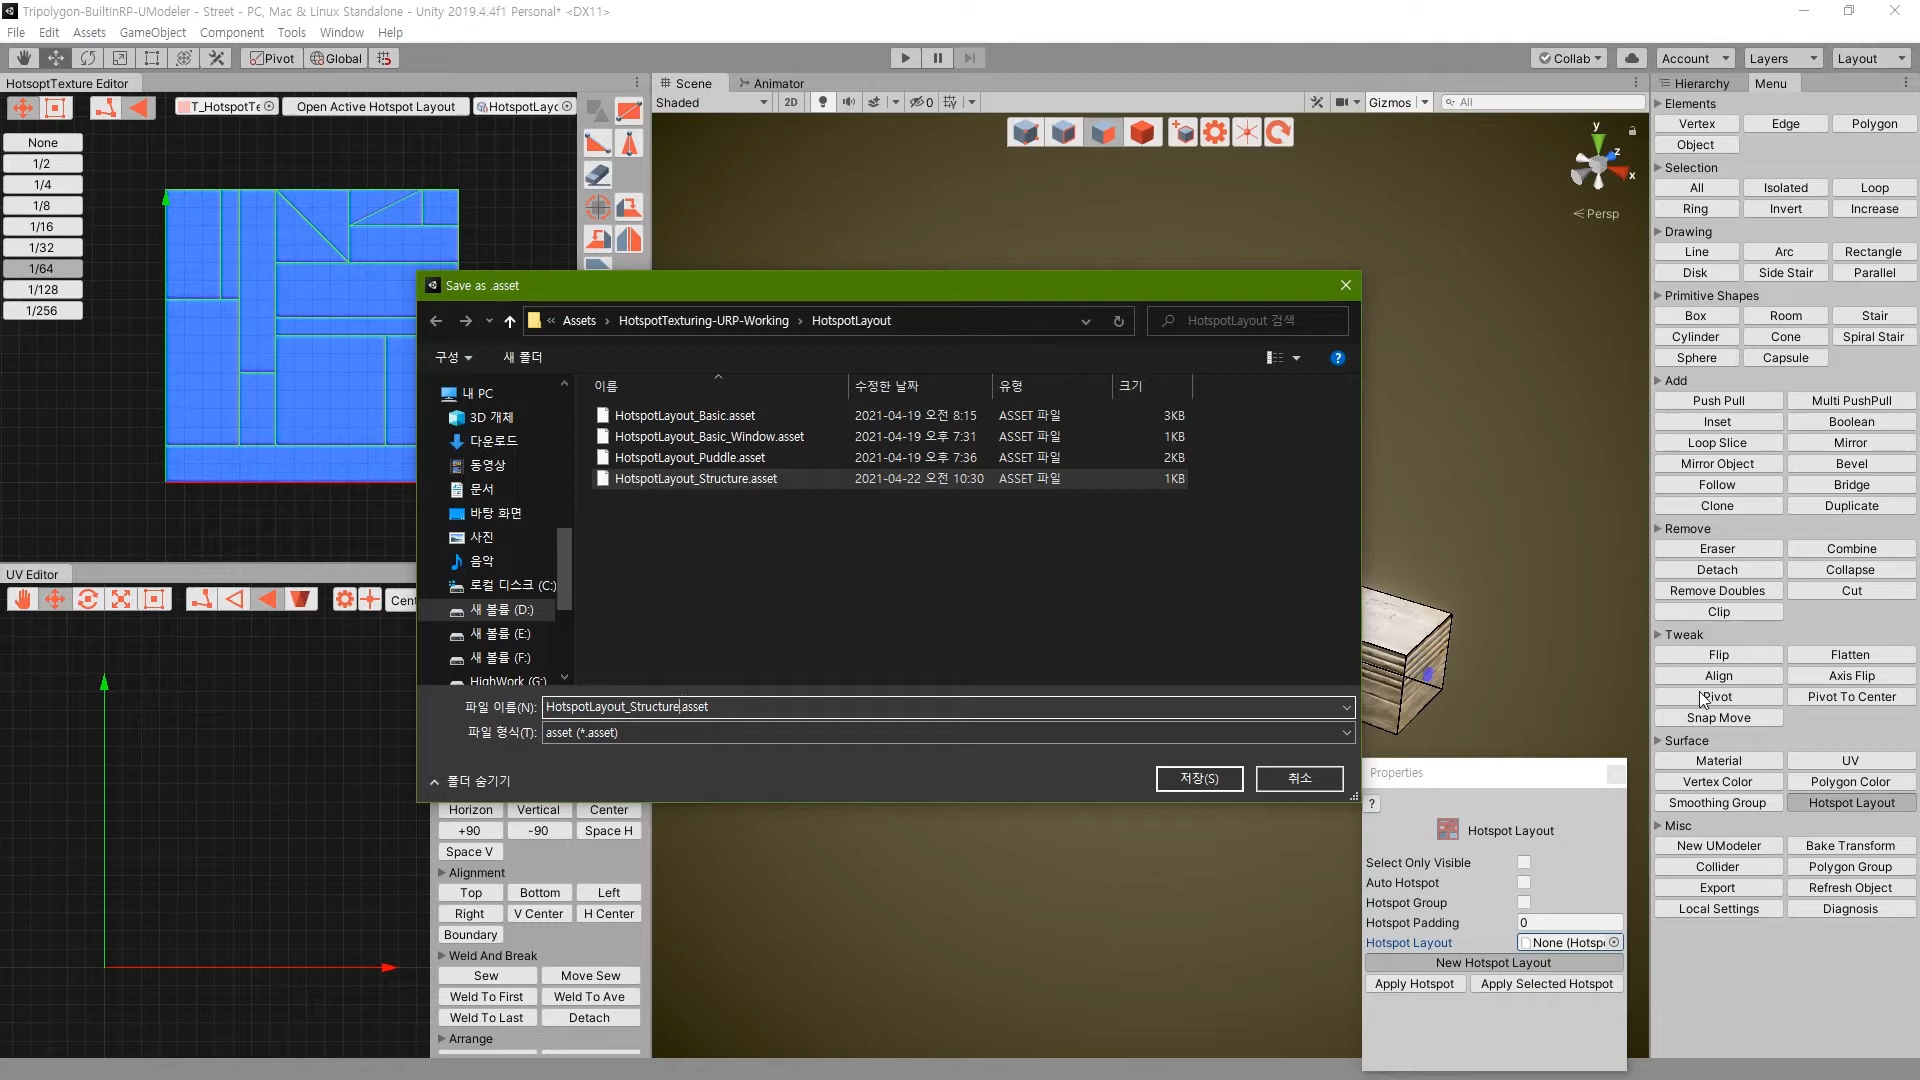 Tripolygon-BuiltInRP-UModeler - Street - PC, Mac & Linux Standalone - Unity 2019.4.4f1 Personal* <DX11>
File Edit Assets GameObject Component Tools Window Help
Pivot Global Collab Account Layers Layout
HotsoptTexture Editor
Scene Animator
Hierarchy Menu
T_HotspotTe Open Active Hotspot Layout HotspotLayc
Shaded 2D 0 Gizmos All
None
1/2
1/4
1/8
1/16
1/32
1/64
1/128
1/256
y
z
x
Persp
Elements
Vertex Edge Polygon
Object
Selection
All Isolated Loop
Ring Invert Increase
Drawing
Line Arc Rectangle
Disk Side Stair Parallel
Primitive Shapes
Box Room Stair
Cylinder Cone Spiral Stair
Sphere Capsule
Add
Push Pull Multi PushPull
Inset Boolean
Loop Slice Mirror
Mirror Object Bevel
Follow Bridge
Clone Duplicate
Remove
Eraser Combine
Detach Collapse
Remove Doubles Cut
Clip
Tweak
Flip Flatten
Align Axis Flip
Pivot Pivot To Center
Snap Move
Surface
Material UV
Vertex Color Polygon Color
Smoothing Group Hotspot Layout
Misc
New UModeler Bake Transform
Collider Polygon Group
Export Refresh Object
Local Settings Diagnosis
Save as .asset
« Assets › HotspotTexturing-URP-Working › HotspotLayout
HotspotLayout 검색
구성 새 폴더
내 PC
3D 개체
다운로드
동영상
문서
바탕 화면
사진
음악
로컬 디스크 (C:)
새 볼륨 (D:)
새 볼륨 (E:)
새 볼륨 (F:)
HighWork (G:)
이름 수정한 날짜 유형 크기
HotspotLayout_Basic.asset 2021-04-19 오전 8:15 ASSET 파일 3KB
HotspotLayout_Basic_Window.asset 2021-04-19 오후 7:31 ASSET 파일 1KB
HotspotLayout_Puddle.asset 2021-04-19 오후 7:36 ASSET 파일 2KB
HotspotLayout_Structure.asset 2021-04-22 오전 10:30 ASSET 파일 1KB
파일 이름(N): HotspotLayout_Structure.asset
파일 형식(T): asset (*.asset)
폴더 숨기기 저장(S) 취소
UV Editor
Cent
Horizon Vertical Center
+90 -90 Space H
Space V
Alignment
Top Bottom Left
Right V Center H Center
Boundary
Weld And Break
Sew Move Sew
Weld To First Weld To Ave
Weld To Last Detach
Arrange
Properties
?
Hotspot Layout
Select Only Visible
Auto Hotspot
Hotspot Group
Hotspot Padding 0
Hotspot Layout None (Hotspo
New Hotspot Layout
Apply Hotspot Apply Selected Hotspot